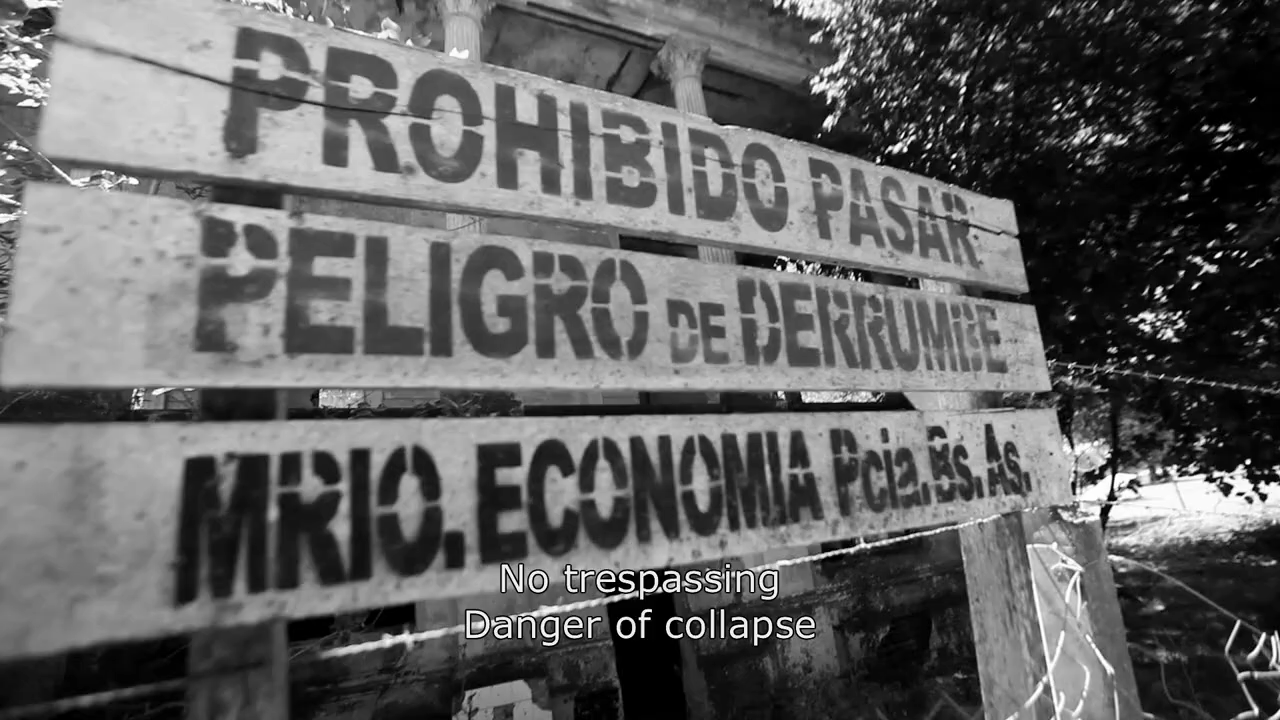 PROHIBIDO PASAR
PELIGRO DE DERRUMBE
MRIO. ECONOMIA Pcia. Bs. As.
No trespassing
Danger of collapse